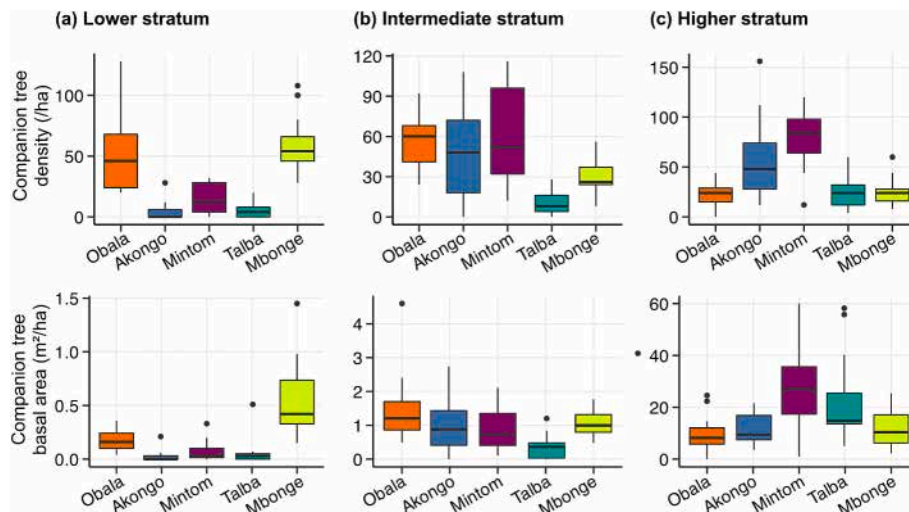 (a) Lower stratum
(b) Intermediate stratum
(c) Higher stratum
Companion tree
density (/ha)
100
50
0
Obala
Akongo
Mintom
Talba
Mbonge
120
90
60
30
0
Obala
Akongo
Mintom
Talba
Mbonge
150
100
50
0
Obala
Akongo
Mintom
Talba
Mbonge
Companion tree
basal area (m²/ha)
1.5
1.0
0.5
0.0
Obala
Akongo
Mintom
Talba
Mbonge
4
3
2
1
0
Obala
Akongo
Mintom
Talba
Mbonge
60
40
20
0
Obala
Akongo
Mintom
Talba
Mbonge